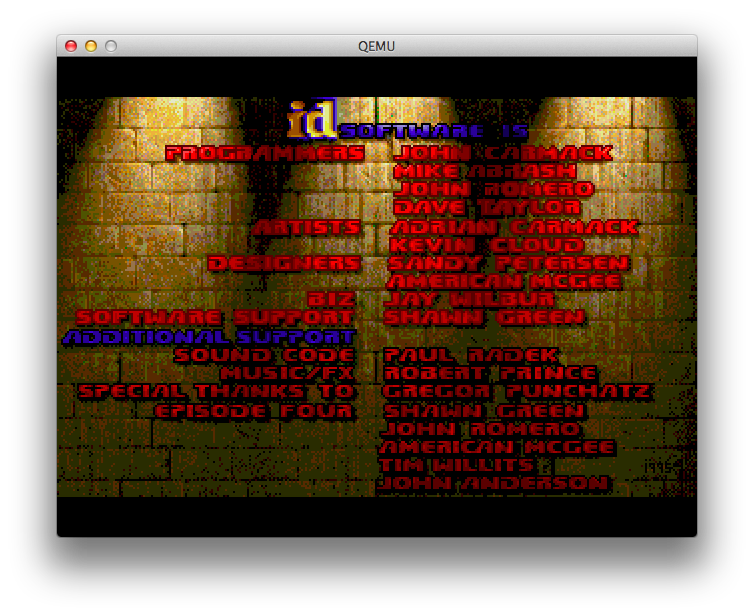 QEMU
id SOFTWARE IS
PROGRAMMERS JOHN CARMACK
MIKE ABRASH
JOHN ROMERO
DAVE TAYLOR
ARTISTS ADRIAN CARMACK
KEVIN CLOUD
DESIGNERS SANDY PETERSEN
AMERICAN MCGEE
BIZ JAY WILBUR
SOFTWARE SUPPORT SHAWN GREEN
ADDITIONAL SUPPORT
SOUND CODE PAUL RADEK
MUSIC/FX ROBERT PRINCE
SPECIAL THANKS TO GREGOR PUNCHATZ
EPISODE FOUR SHAWN GREEN
JOHN ROMERO
AMERICAN MCGEE
TIM WILLITS
1995
JOHN ANDERSON